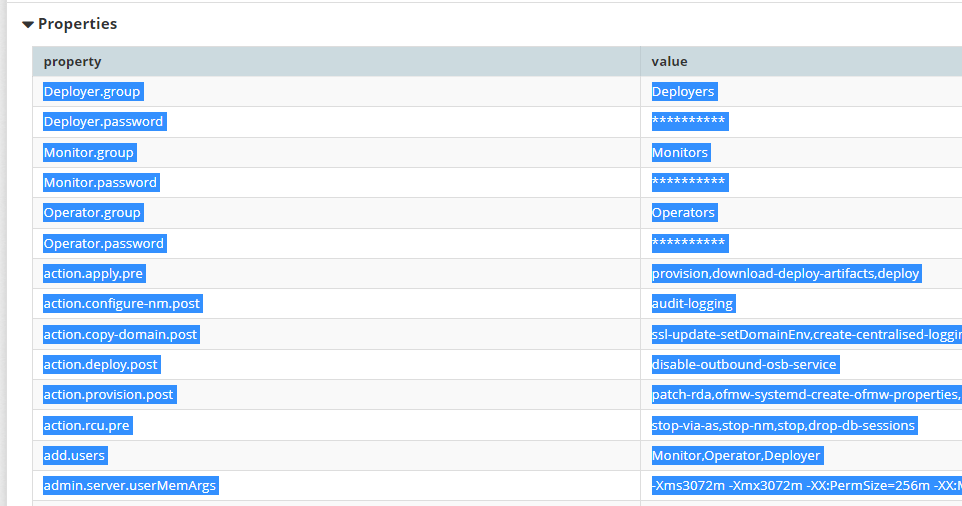 Properties
property value
Deployer.group Deployers
Deployer.password **********
Monitor.group Monitors
Monitor.password **********
Operator.group Operators
Operator.password **********
action.apply.pre provision,download-deploy-artifacts,deploy
action.configure-nm.post audit-logging
action.copy-domain.post ssl-update-setDomainEnv,create-centralised-loggin
action.deploy.post disable-outbound-osb-service
action.provision.post patch-rda,ofmw-systemd-create-ofmw-properties,
action.rcu.pre stop-via-as,stop-nm,stop,drop-db-sessions
add.users Monitor,Operator,Deployer
admin.server.userMemArgs -Xms3072m -Xmx3072m -XX:PermSize=256m -XX:M